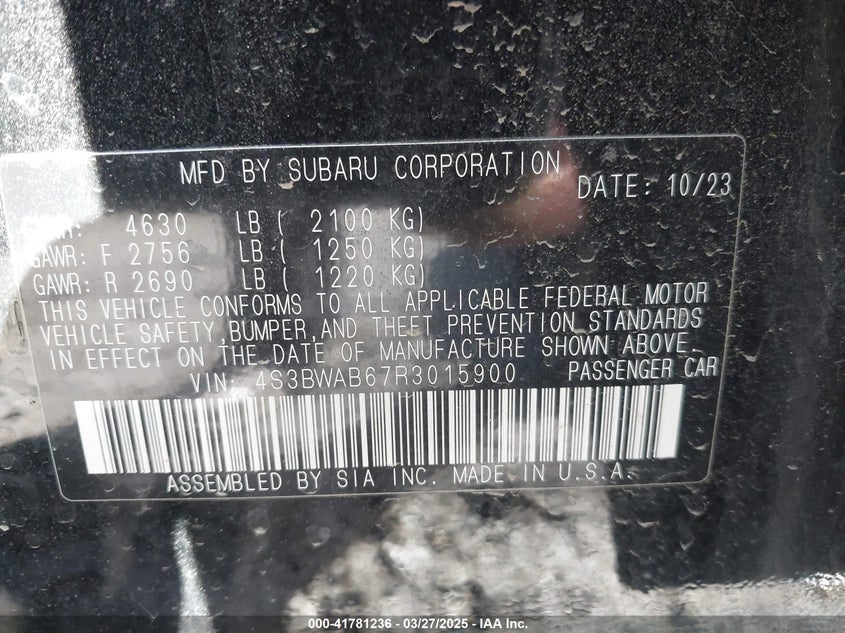 MFD BY SUBARU CORPORATION
DATE: 10/23
4630 LB ( 2100 KG)
GAWR: F 2756 LB ( 1250 KG)
GAWR: R 2690 LB ( 1220 KG)
THIS VEHICLE CONFORMS TO ALL APPLICABLE FEDERAL MOTOR
VEHICLE SAFETY,BUMPER,AND THEFT PREVENTION STANDARDS
IN EFFECT ON THE DATE OF MANUFACTURE SHOWN ABOVE.
VIN: 4S3BWAB67R3015900 PASSENGER CAR
ASSEMBLED BY SIA INC. MADE IN U.S.A.
000-41781236 - 03/27/2025 - IAA Inc.